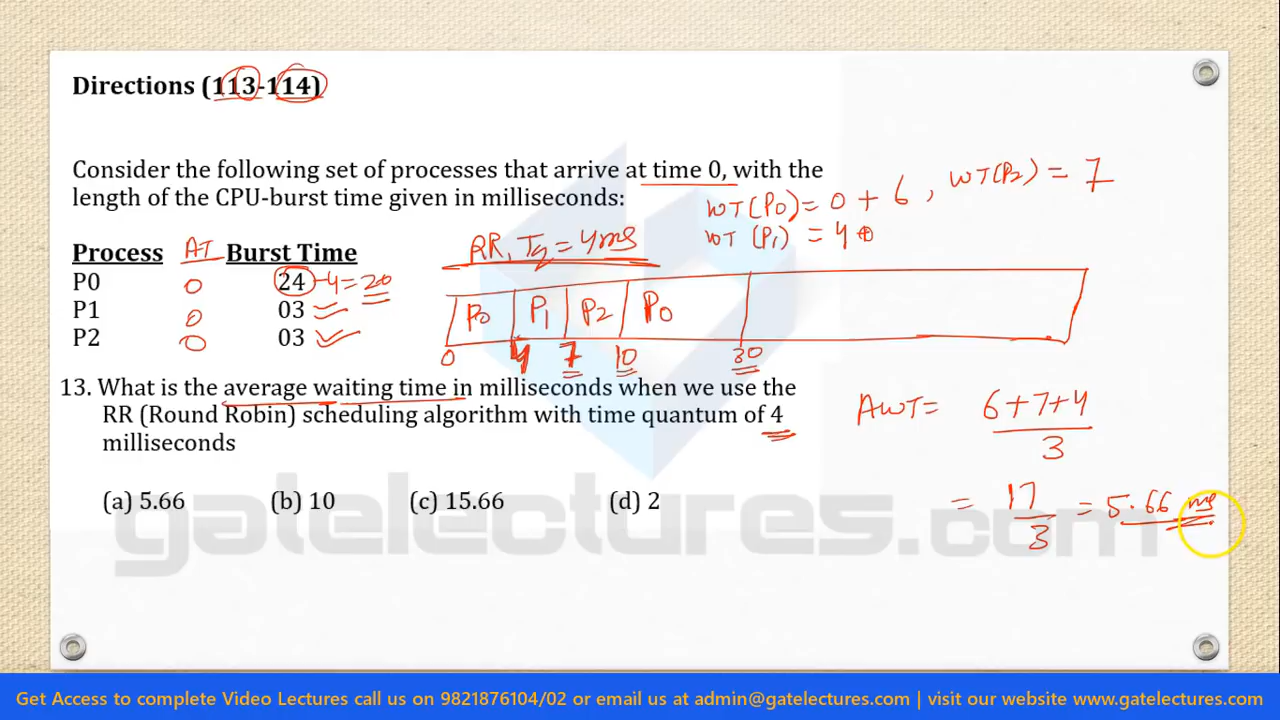 Directions (113-114)
Consider the following set of processes that arrive at time 0, with the
length of the CPU-burst time given in milliseconds:
WT(P0) = 0 + 6, WT(P2) = 7
WT (P1) = 4
Process AT Burst Time
RR, Tq = 4ms
P0 0 24 -4 = 20
P1 0 03
P2 0 03
P0 P1 P2 P0
0 4 7 10 30
13. What is the average waiting time in milliseconds when we use the
RR (Round Robin) scheduling algorithm with time quantum of 4
milliseconds
AWT = 6+7+4
3
(a) 5.66 (b) 10 (c) 15.66 (d) 2
= 17 = 5.66 ms
3
gatelectures.com
Get Access to complete Video Lectures call us on 9821876104/02 or email us at admin@gatelectures.com | visit our website www.gatelectures.com